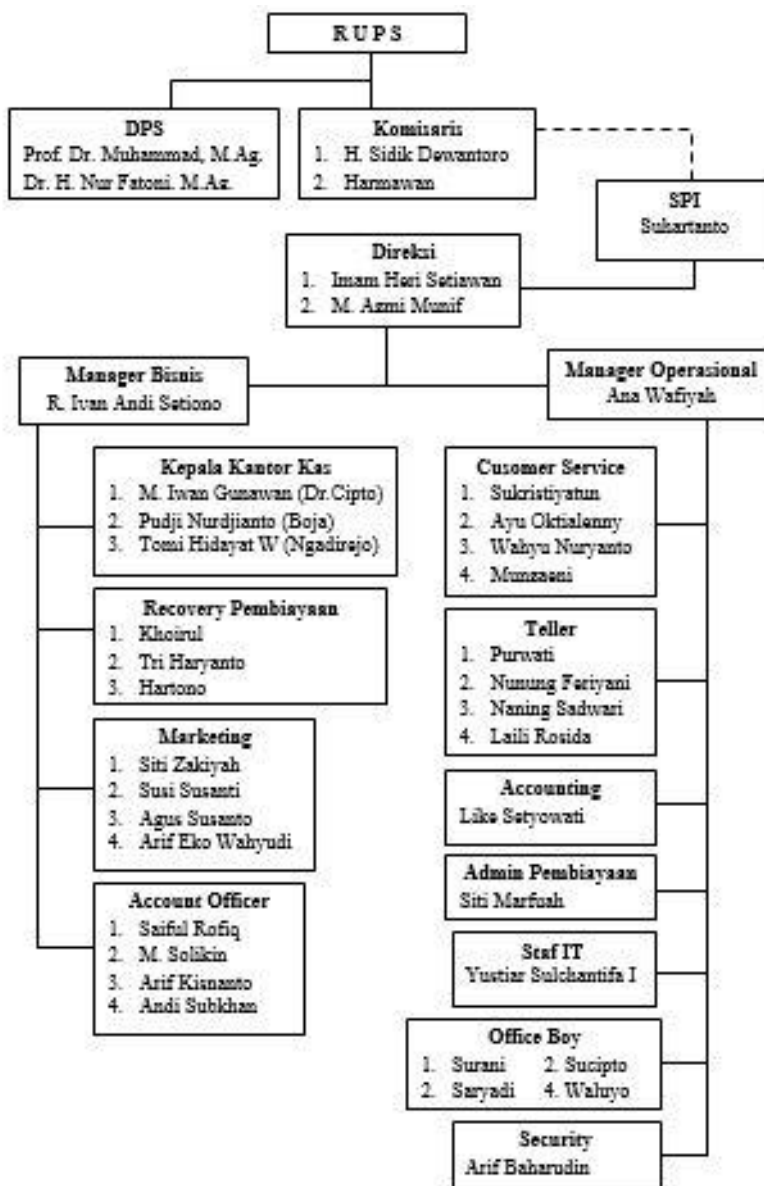 R U P S
DPS
Prof. Dr. Muhammad, M.Ag.
Dr. H. Nur Fatoni. M.Ag.
Komisaris
1. H. Sidik Dewantoro
2. Harmawan
SPI
Suhartanto
Direksi
1. Imam Heri Setiawan
2. M. Azmi Munif
Manager Bisnis
R. Ivan Andi Setiono
Manager Operasional
Ana Wafiyah
Kepala Kantor Kas
1. M. Iwan Gunawan (Dr.Cipto)
2. Pudji Nurdjianto (Boja)
3. Tomi Hidayat W (Ngadirejo)
Recovery Pembiayaan
1. Khoirul
2. Tri Haryanto
3. Hartono
Marketing
1. Siti Zakiyah
2. Susi Susanti
3. Agus Susanto
4. Arif Eko Wahyudi
Account Officer
1. Saiful Rofiq
2. M. Solikin
3. Arif Kisnanto
4. Andi Subkhan
Cusomer Service
1. Sukristiyatun
2. Ayu Oktialenny
3. Wahyu Nuryanto
4. Munzaeni
Teller
1. Purwati
2. Nunung Feriyani
3. Naning Sadwari
4. Laili Rosida
Accounting
Like Setyowati
Admin Pembiayaan
Siti Marfuah
Staf IT
Yustiar Sulchantifa I
Office Boy
1. Surani 2. Sucipto
2. Saryadi 4. Waluyo
Security
Arif Baharudin